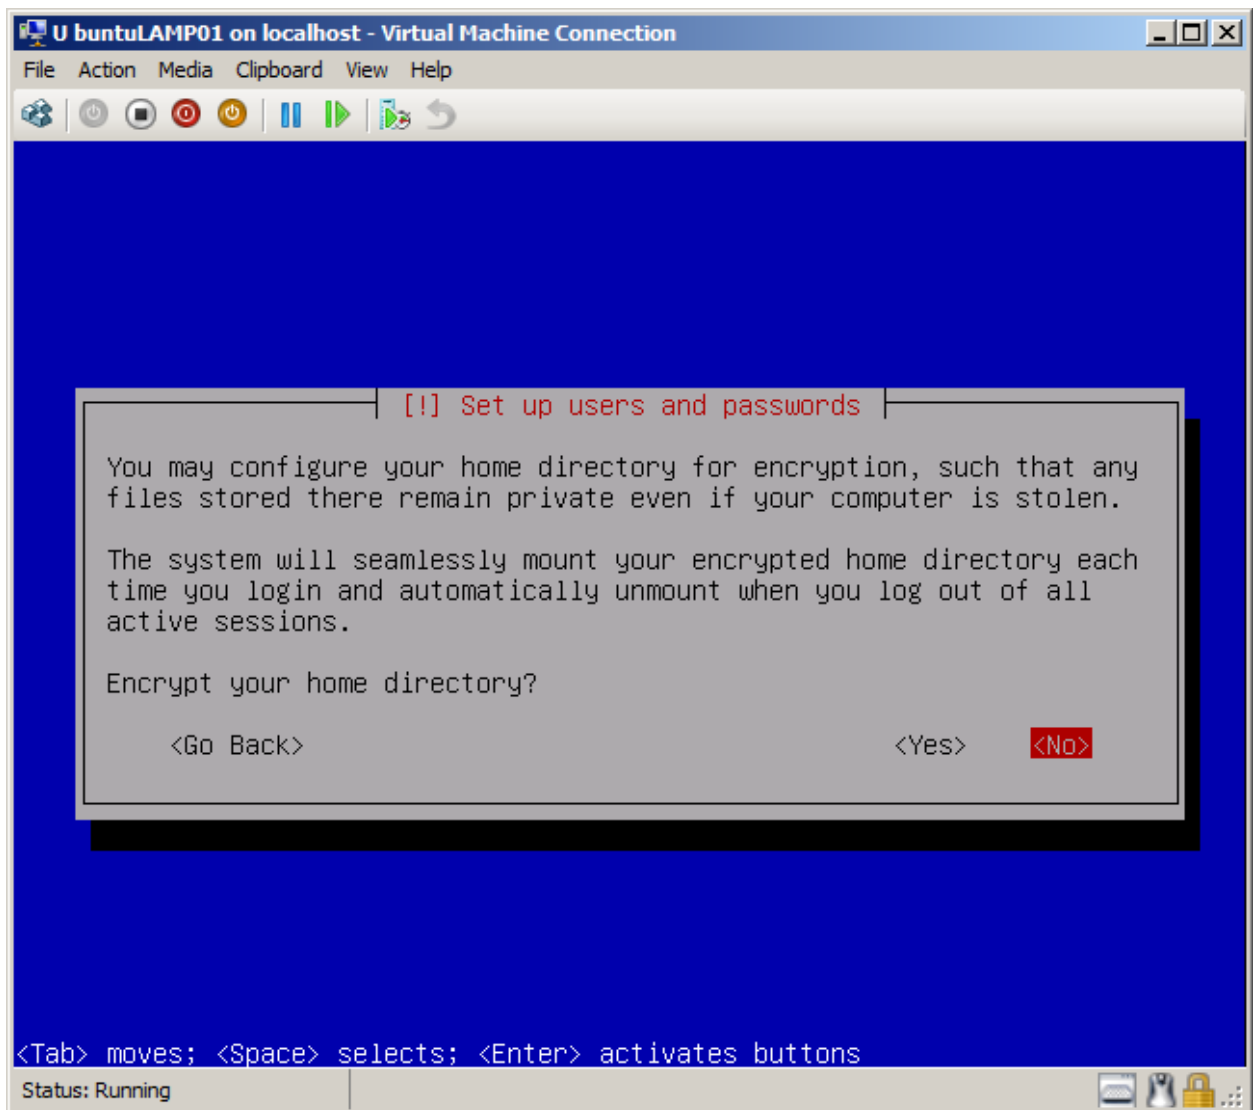 U buntuLAMP01 on localhost - Virtual Machine Connection
File Action Media Clipboard View Help
[!] Set up users and passwords
You may configure your home directory for encryption, such that any
files stored there remain private even if your computer is stolen.
The system will seamlessly mount your encrypted home directory each
time you login and automatically unmount when you log out of all
active sessions.
Encrypt your home directory?
<Go Back> <Yes> <No>
<Tab> moves; <Space> selects; <Enter> activates buttons
Status: Running